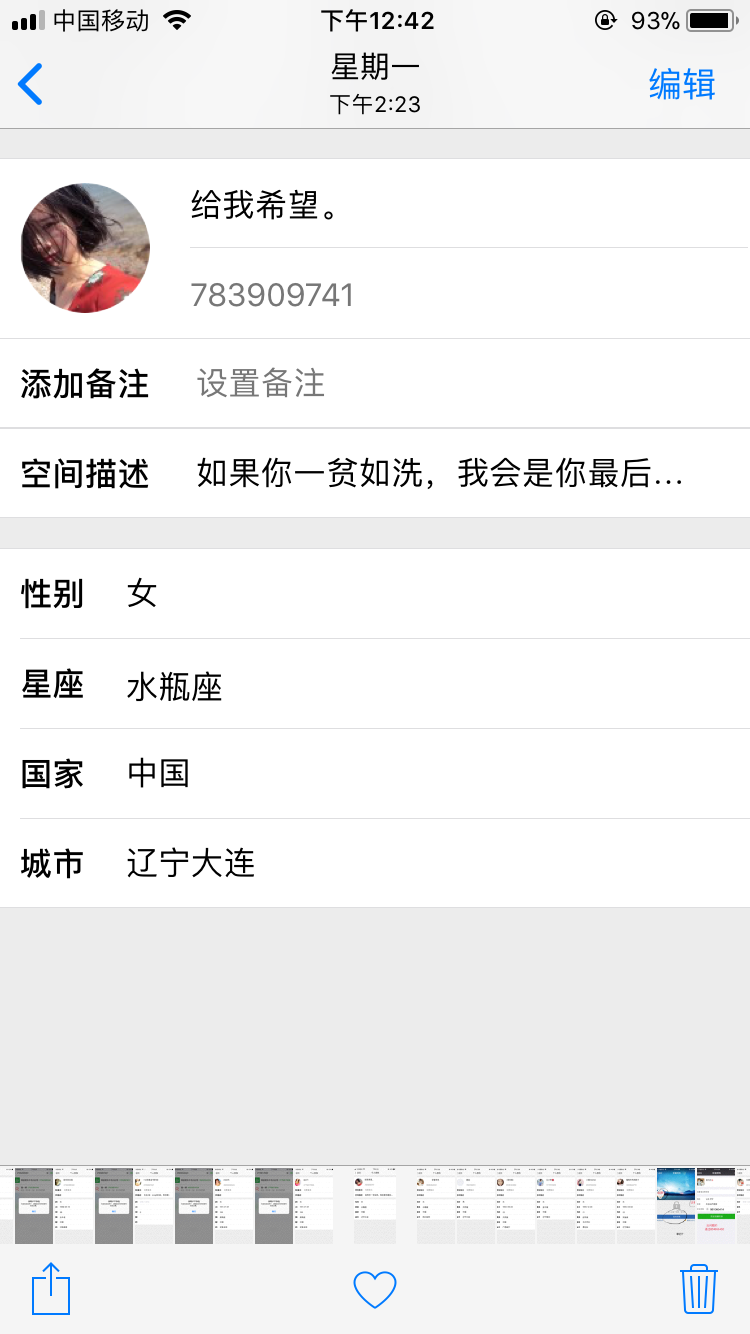 中国移动 下午12:42 93%
星期一
下午2:23
编辑
给我希望。
783909741
添加备注 设置备注
空间描述 如果你一贫如洗，我会是你最后...
性别 女
星座 水瓶座
国家 中国
城市 辽宁大连